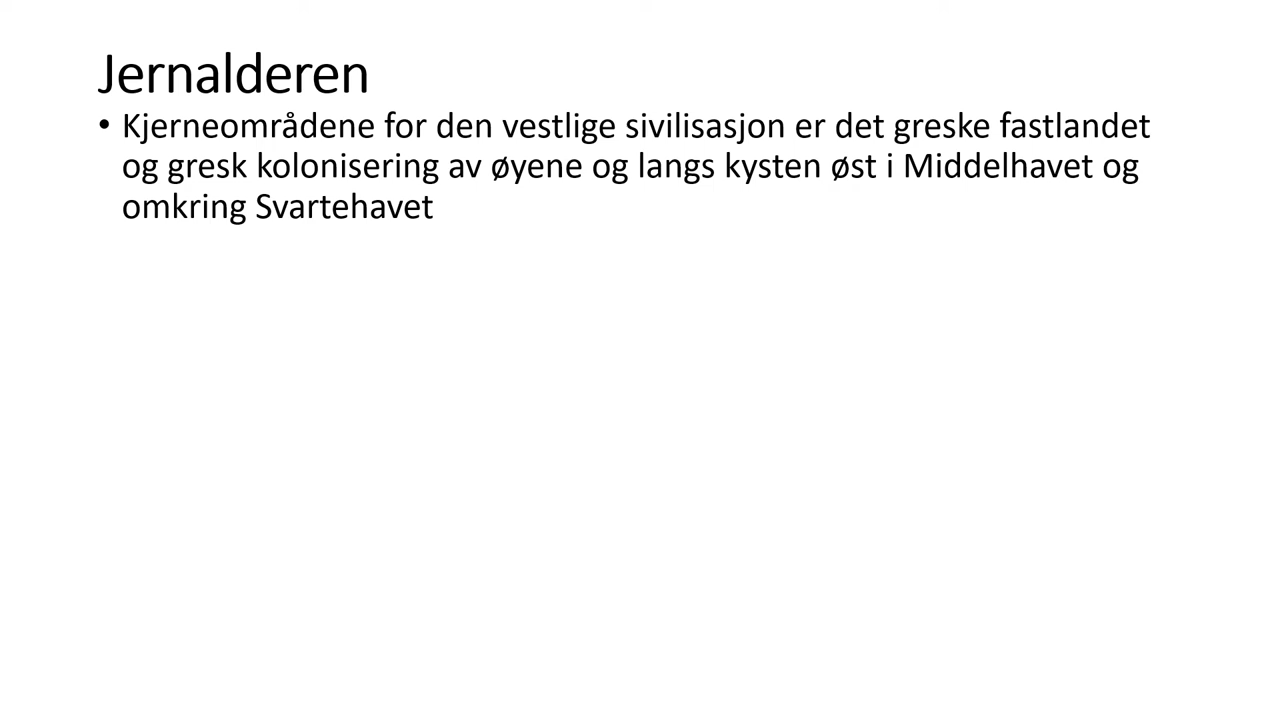 Jernalderen
• Kjerneområdene for den vestlige sivilisasjon er det greske fastlandet
og gresk kolonisering av øyene og langs kysten øst i Middelhavet og
omkring Svartehavet